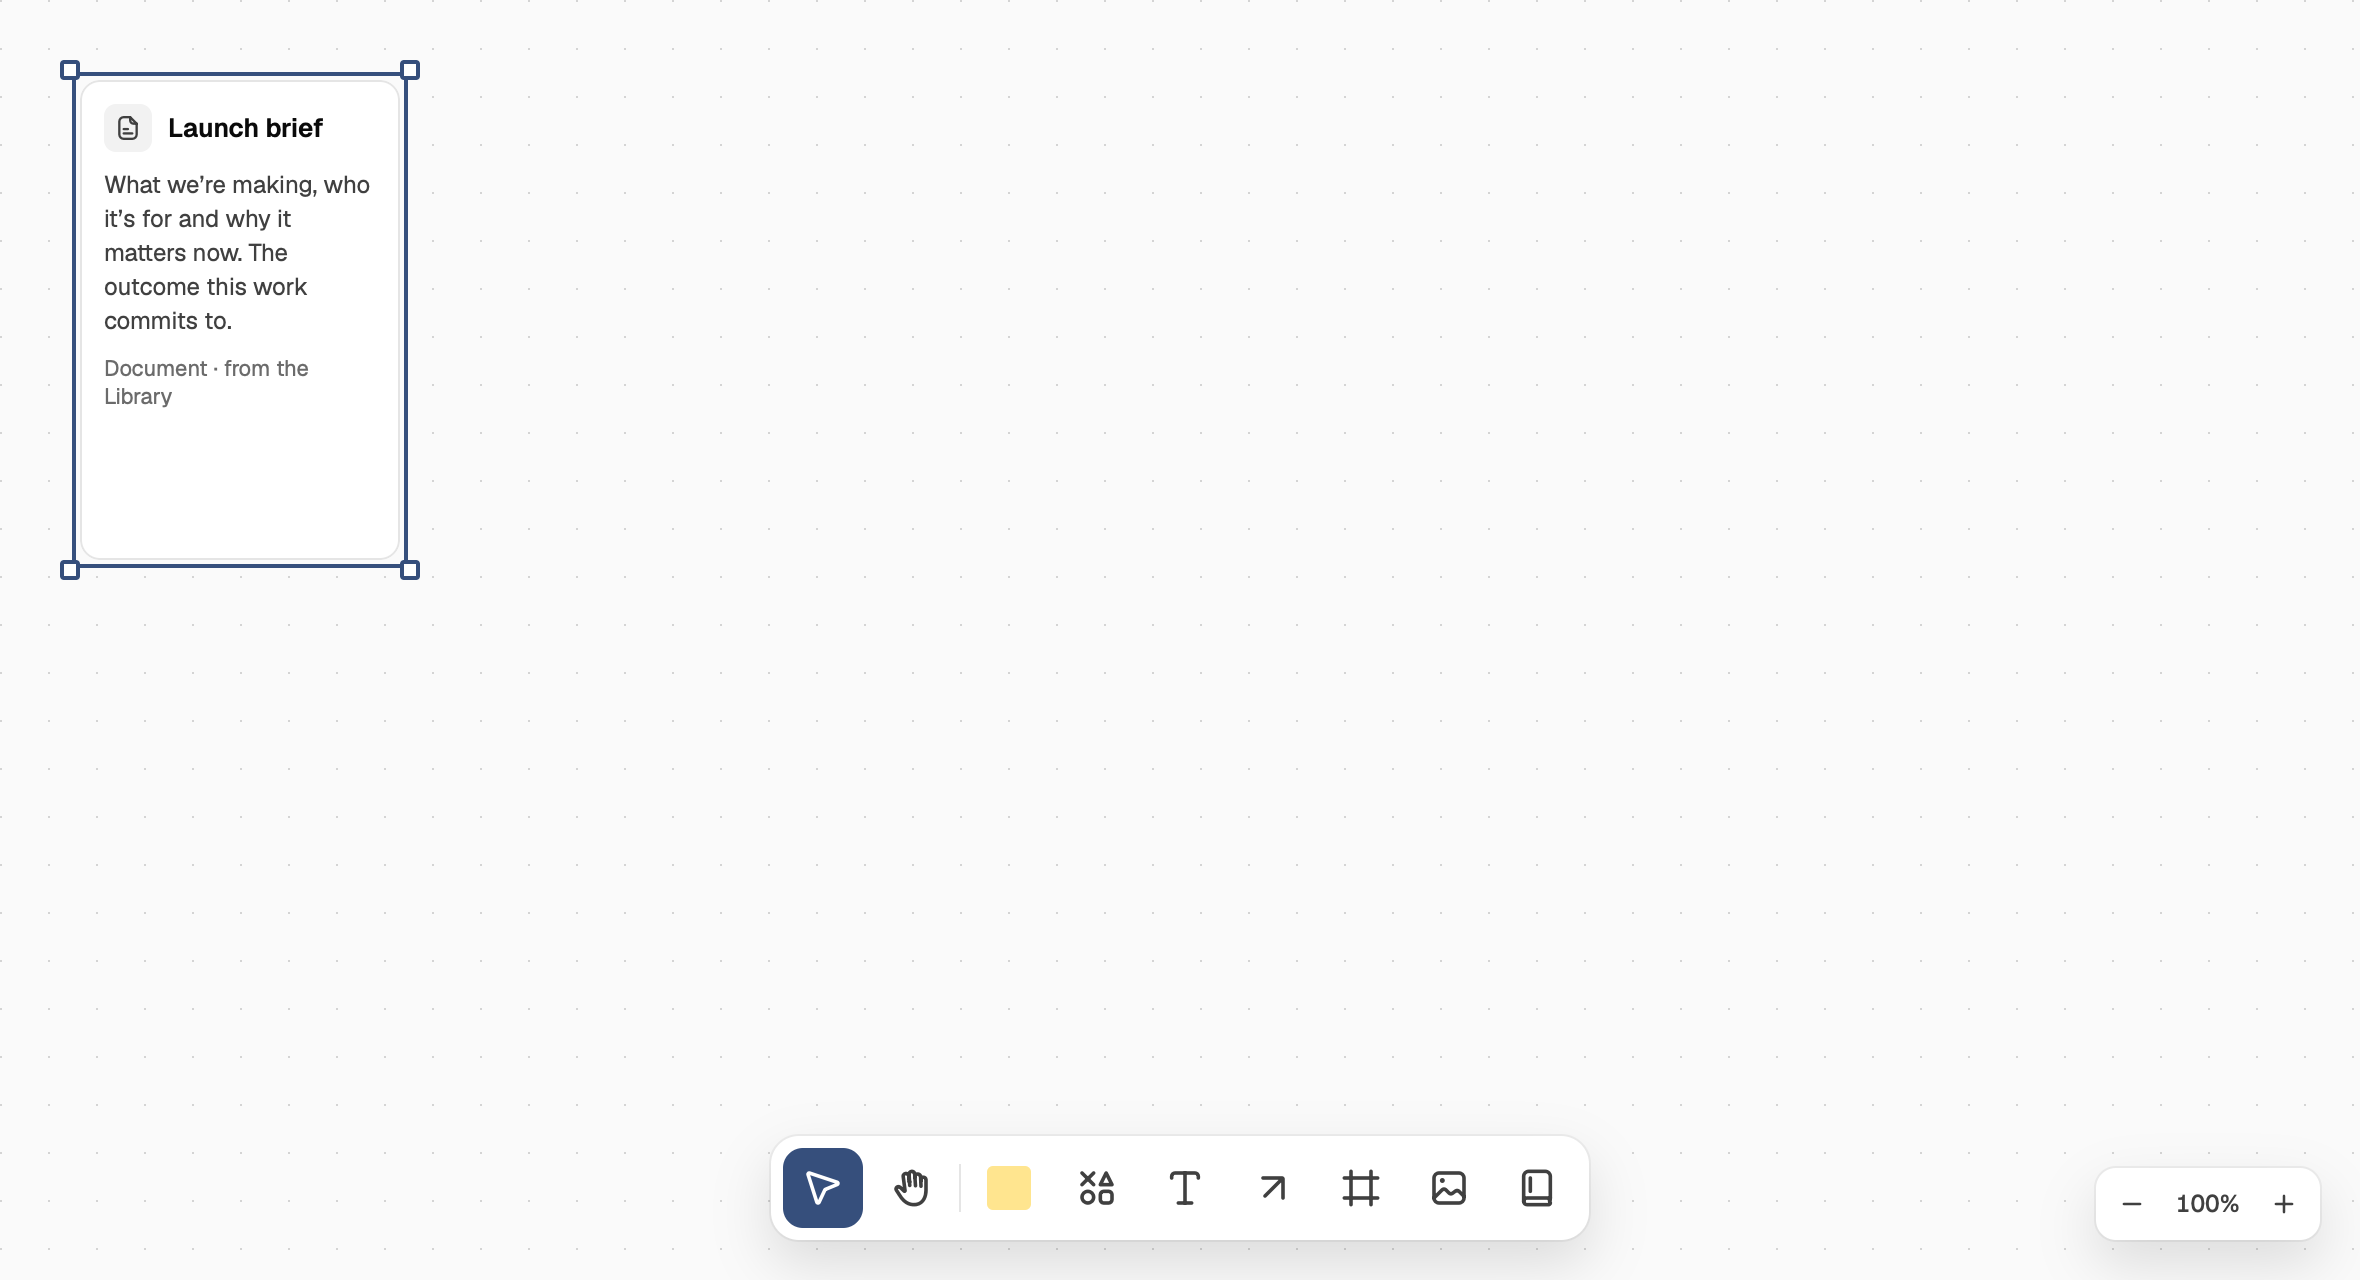 Launch brief
What we’re making, who
it’s for and why it
matters now. The
outcome this work
commits to.
Document · from the
Library
100%